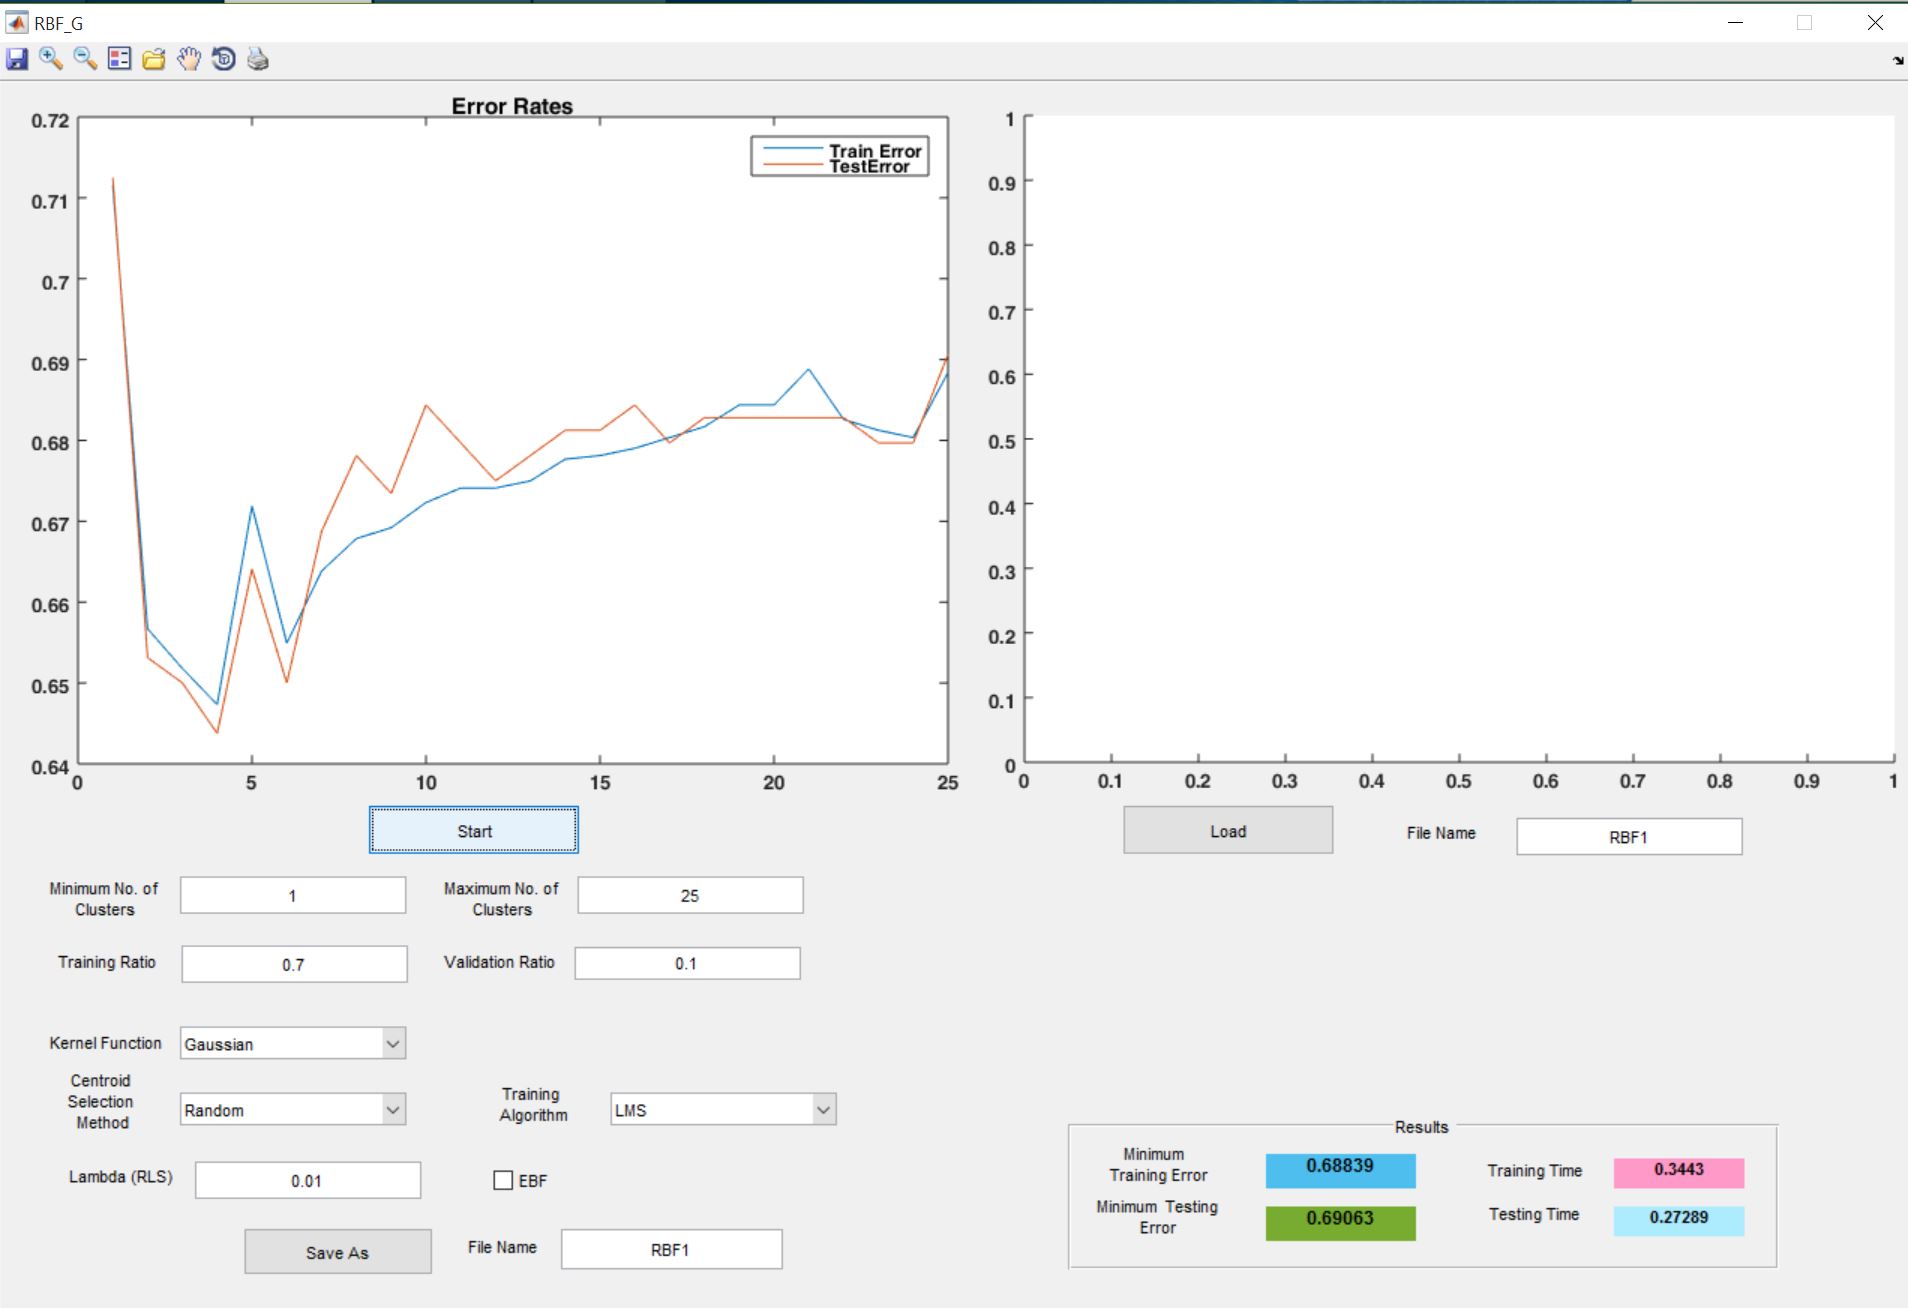 RBF_G
Error Rates
0.72
0.71
0.7
0.69
0.68
0.67
0.66
0.65
0.64
0 5 10 15 20 25
Train Error
TestError
1
0.9
0.8
0.7
0.6
0.5
0.4
0.3
0.2
0.1
0
0 0.1 0.2 0.3 0.4 0.5 0.6 0.7 0.8 0.9 1
Start
Load File Name RBF1
Minimum No. of
Clusters
1
Maximum No. of
Clusters
25
Training Ratio 0.7 Validation Ratio 0.1
Kernel Function Gaussian
Centroid
Selection
Method
Random
Training
Algorithm
LMS
Lambda (RLS) 0.01 EBF
Save As File Name RBF1
Results
Minimum
Training Error
0.68839
Training Time 0.3443
Minimum Testing
Error
0.69063
Testing Time 0.27289